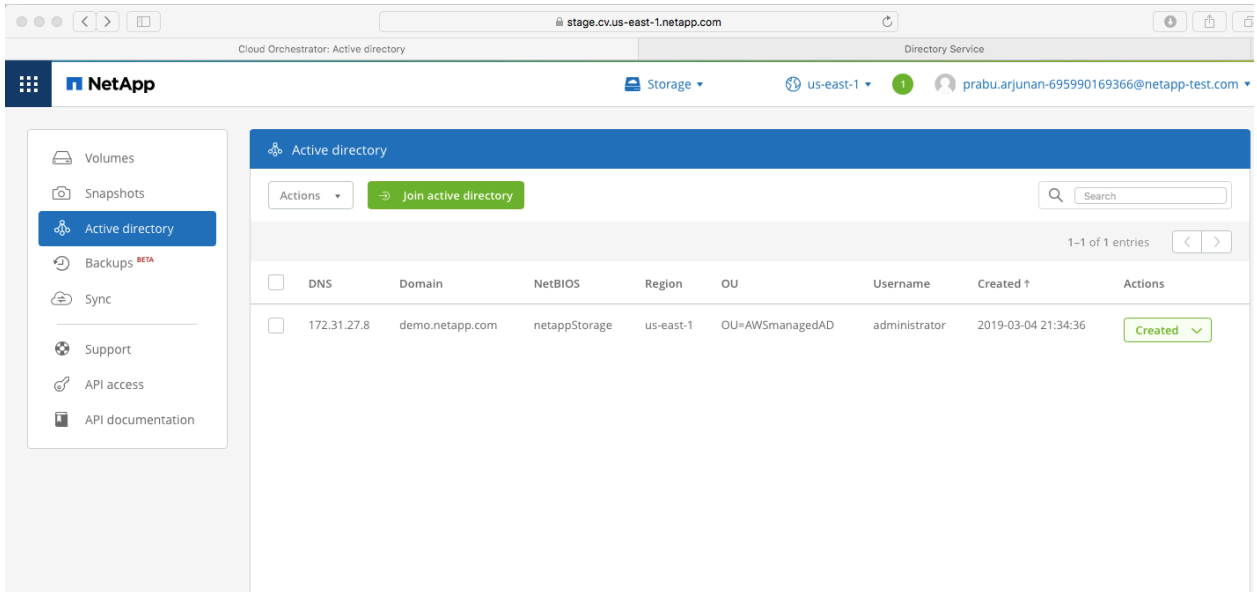 stage.cv.us-east-1.netapp.com
Cloud Orchestrator: Active directory
Directory Service
NetApp
Storage
us-east-1
1
prabu.arjunan-695990169366@netapp-test.com
Volumes
Snapshots
Active directory
Backups BETA
Sync
Support
API access
API documentation
Active directory
Actions
Join active directory
Search
1–1 of 1 entries
DNS Domain NetBIOS Region OU Username Created ↑ Actions
172.31.27.8 demo.netapp.com netappStorage us-east-1 OU=AWSmanagedAD administrator 2019-03-04 21:34:36 Created